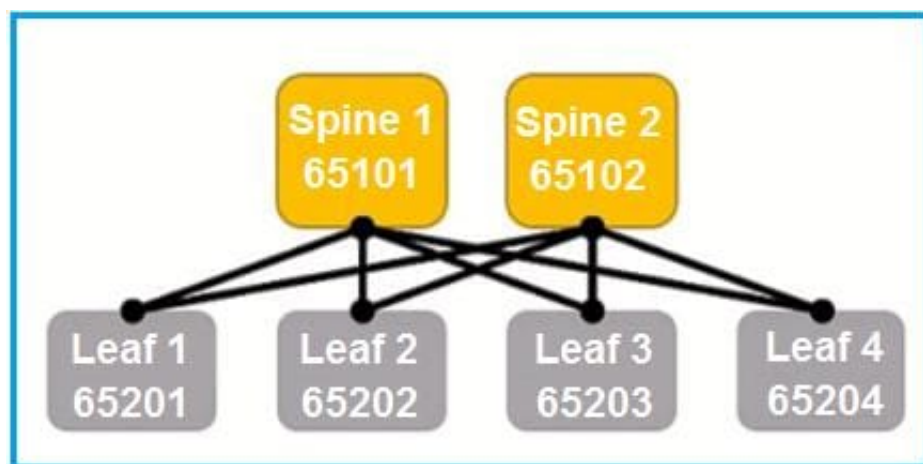 Spine 1
65101
Spine 2
65102
Leaf 1
65201
Leaf 2
65202
Leaf 3
65203
Leaf 4
65204